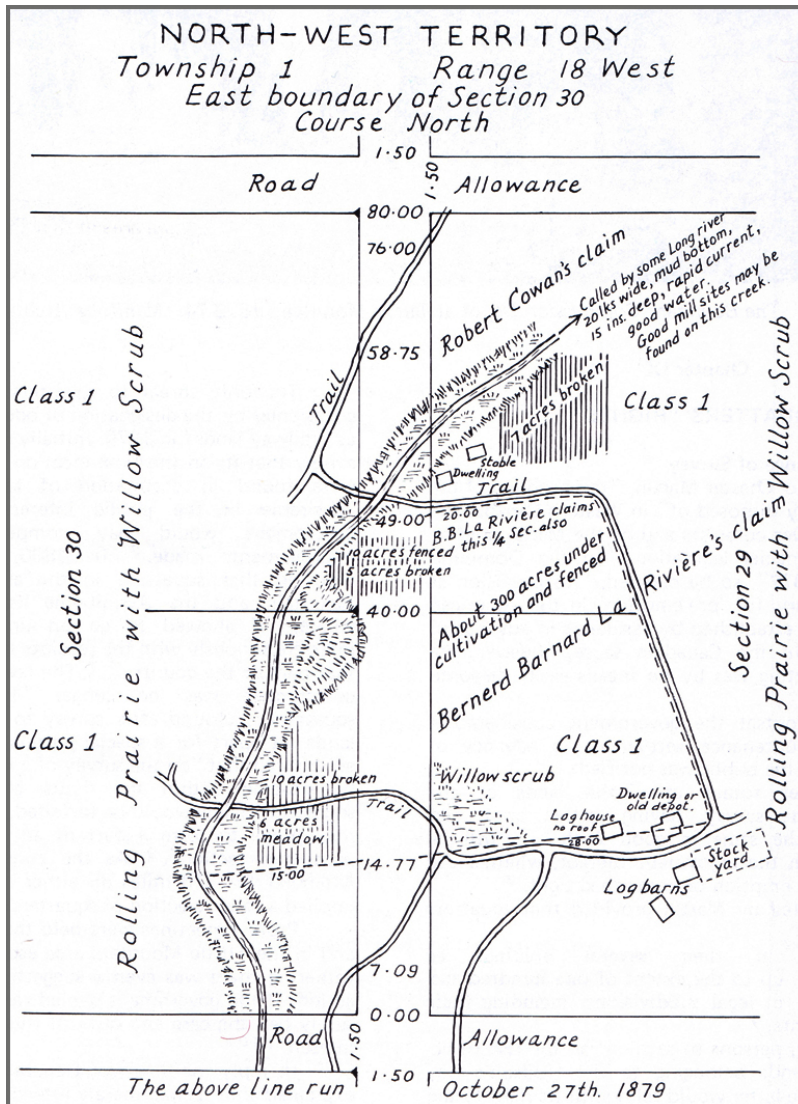 NORTH-WEST TERRITORY
Township 1 Range 18 West
East boundary of Section 30
Course North
1·50
1·50
Road Allowance
80·00
76·00
Robert Cowan's claim
Called by some Long river
20 lks wide, mud bottom,
15 ins. deep, rapid current,
good water.
Good mill sites may be
found on this creek.
58·75
Trail
Class 1
Class 1
7 acres broken
Stable
Dwelling
Trail
49·00
20·00
B.B. La Rivière claims
this 1/4 Sec. also
10 acres fenced
5 acres broken
40·00
About 300 acres under
cultivation and fenced
Bernerd Barnard La Rivière's claim
Section 30
Rolling Prairie with Willow Scrub
Section 29
Rolling Prairie with Willow Scrub
Class 1
Class 1
Willow scrub
10 acres broken
Trail
6 acres
meadow
15·00
14·77
Log house
no roof
28·00
Dwelling or
old depot.
Stock
yard
Log barns
7·09
0·00
Road Allowance
1·50
1·50
The above line run October 27th. 1879